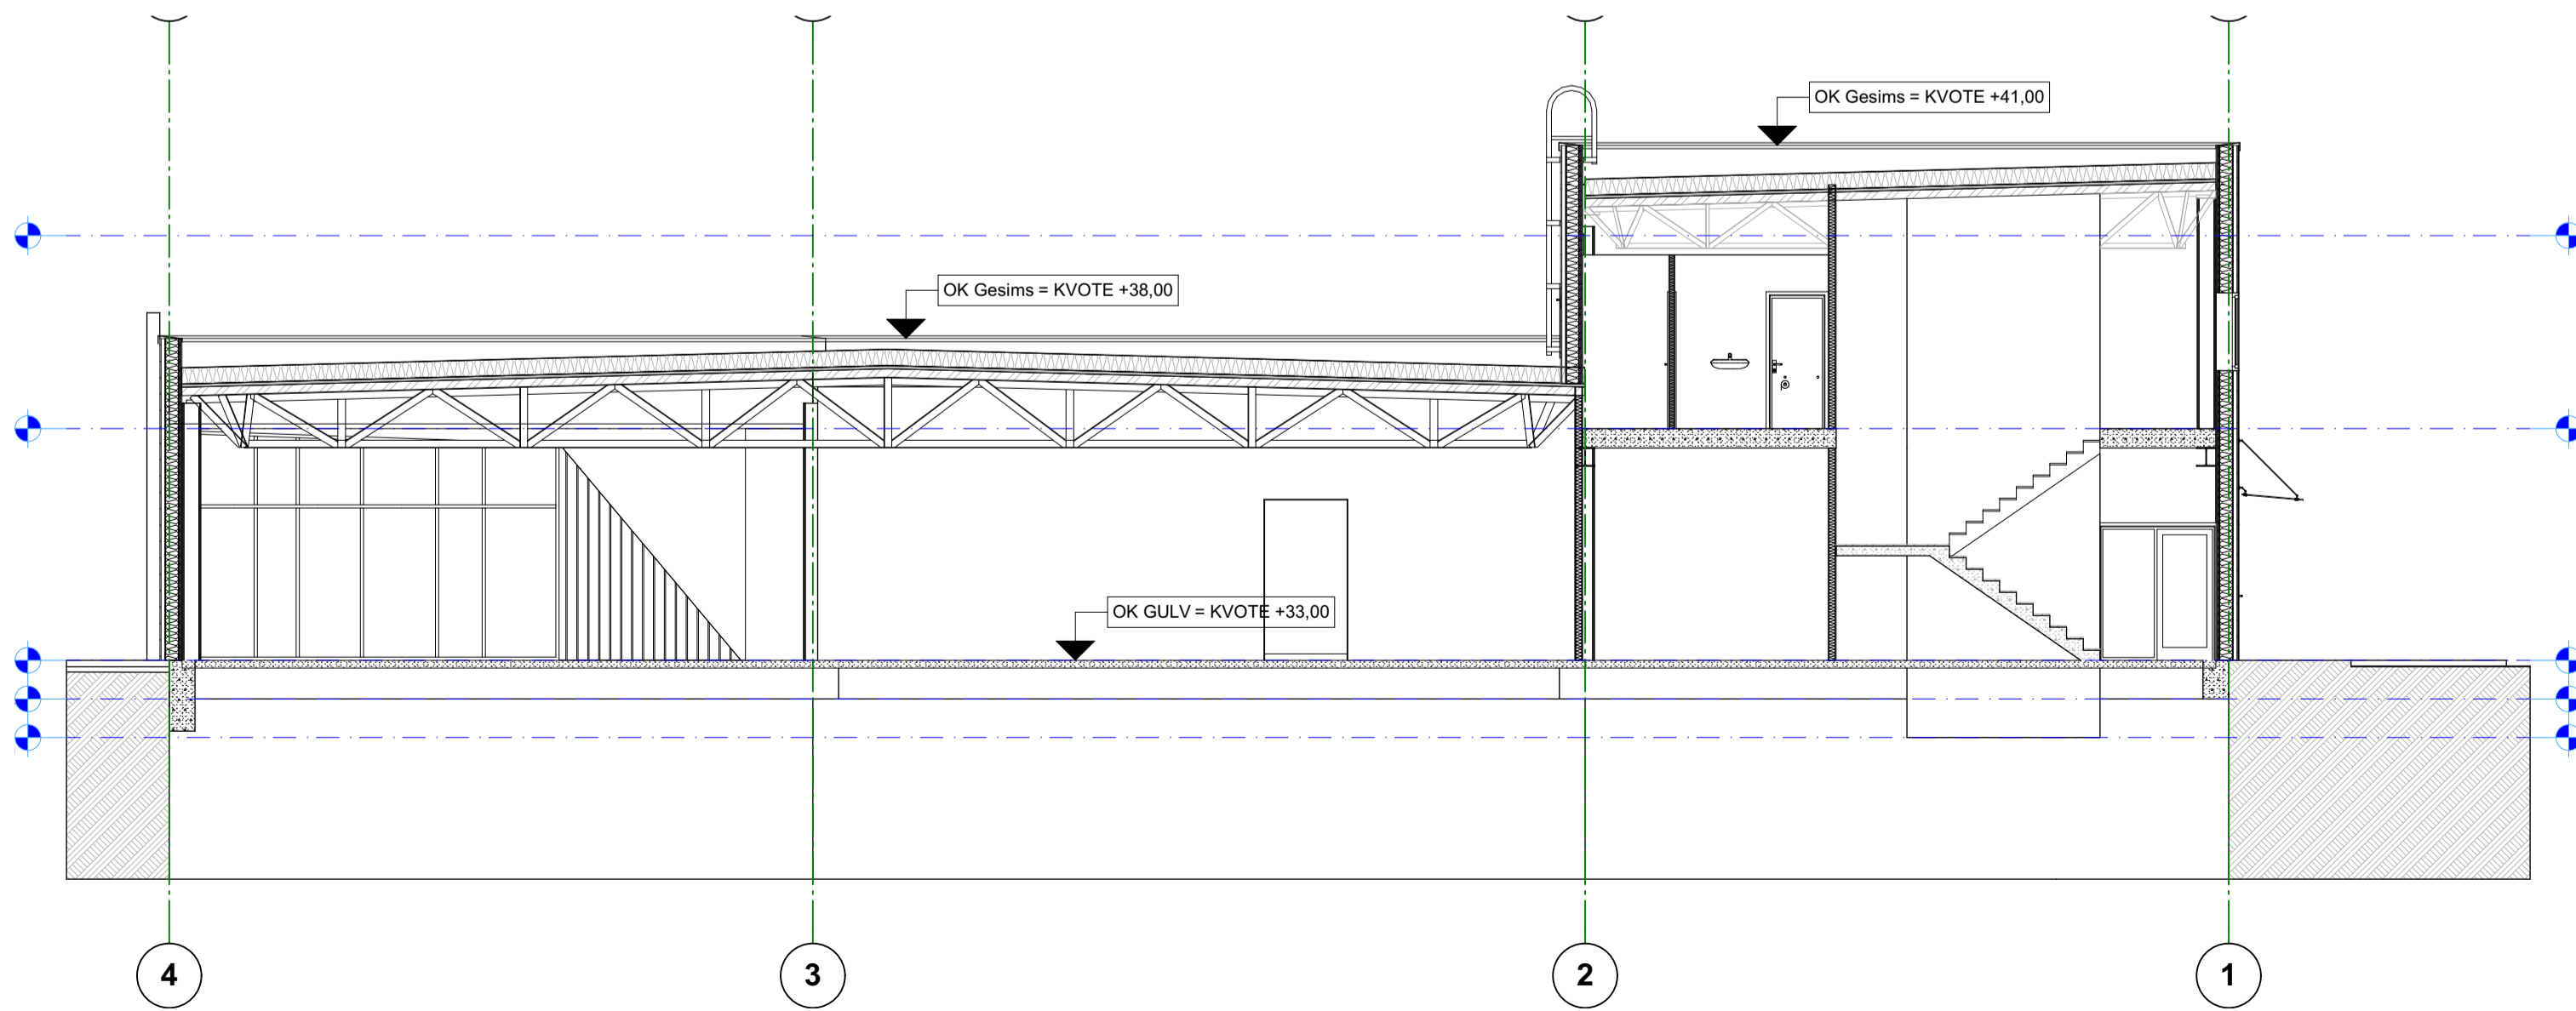 OK Gesims = KVOTE +41,00
OK Gesims = KVOTE +38,00
OK GULV = KVOTE +33,00
4
3
2
1